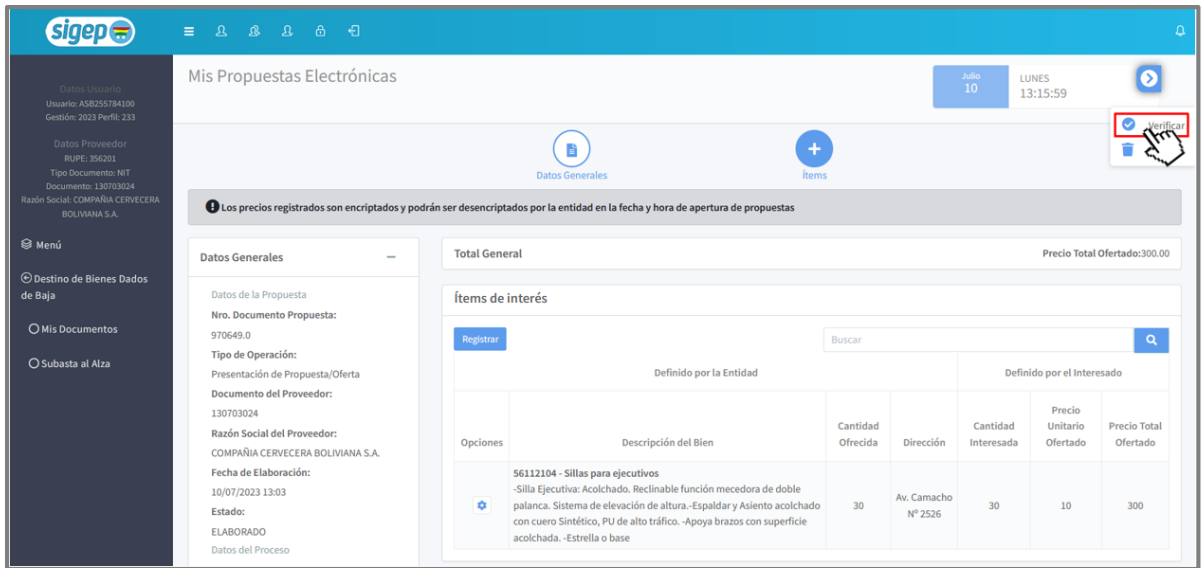 sigep
Datos Usuario
Usuario: ASB255784100
Gestión: 2023 Perfil: 233
Datos Proveedor
RUPE: 356201
Tipo Documento: NIT
Documento: 130703024
Razón Social: COMPAÑIA CERVECERA
BOLIVIANA S.A.
Menú
Destino de Bienes Dados
de Baja
Mis Documentos
Subasta al Alza
Mis Propuestas Electrónicas
Julio
10
LUNES
13:15:59
Verificar
Datos Generales
Ítems
Los precios registrados son encriptados y podrán ser desencriptados por la entidad en la fecha y hora de apertura de propuestas
Datos Generales
Datos de la Propuesta
Nro. Documento Propuesta:
970649.0
Tipo de Operación:
Presentación de Propuesta/Oferta
Documento del Proveedor:
130703024
Razón Social del Proveedor:
COMPAÑIA CERVECERA BOLIVIANA S.A.
Fecha de Elaboración:
10/07/2023 13:03
Estado:
ELABORADO
Datos del Proceso
Total General
Precio Total Ofertado:300.00
Ítems de interés
Registrar
Buscar
Definido por la Entidad
Definido por el Interesado
Opciones
Descripción del Bien
Cantidad
Ofrecida
Dirección
Cantidad
Interesada
Precio
Unitario
Ofertado
Precio Total
Ofertado
56112104 - Sillas para ejecutivos
-Silla Ejecutiva: Acolchado. Reclinable función mecedora de doble
palanca. Sistema de elevación de altura.-Espaldar y Asiento acolchado
con cuero Sintético, PU de alto tráfico. -Apoya brazos con superficie
acolchada. -Estrella o base
30
Av. Camacho
N° 2526
30
10
300